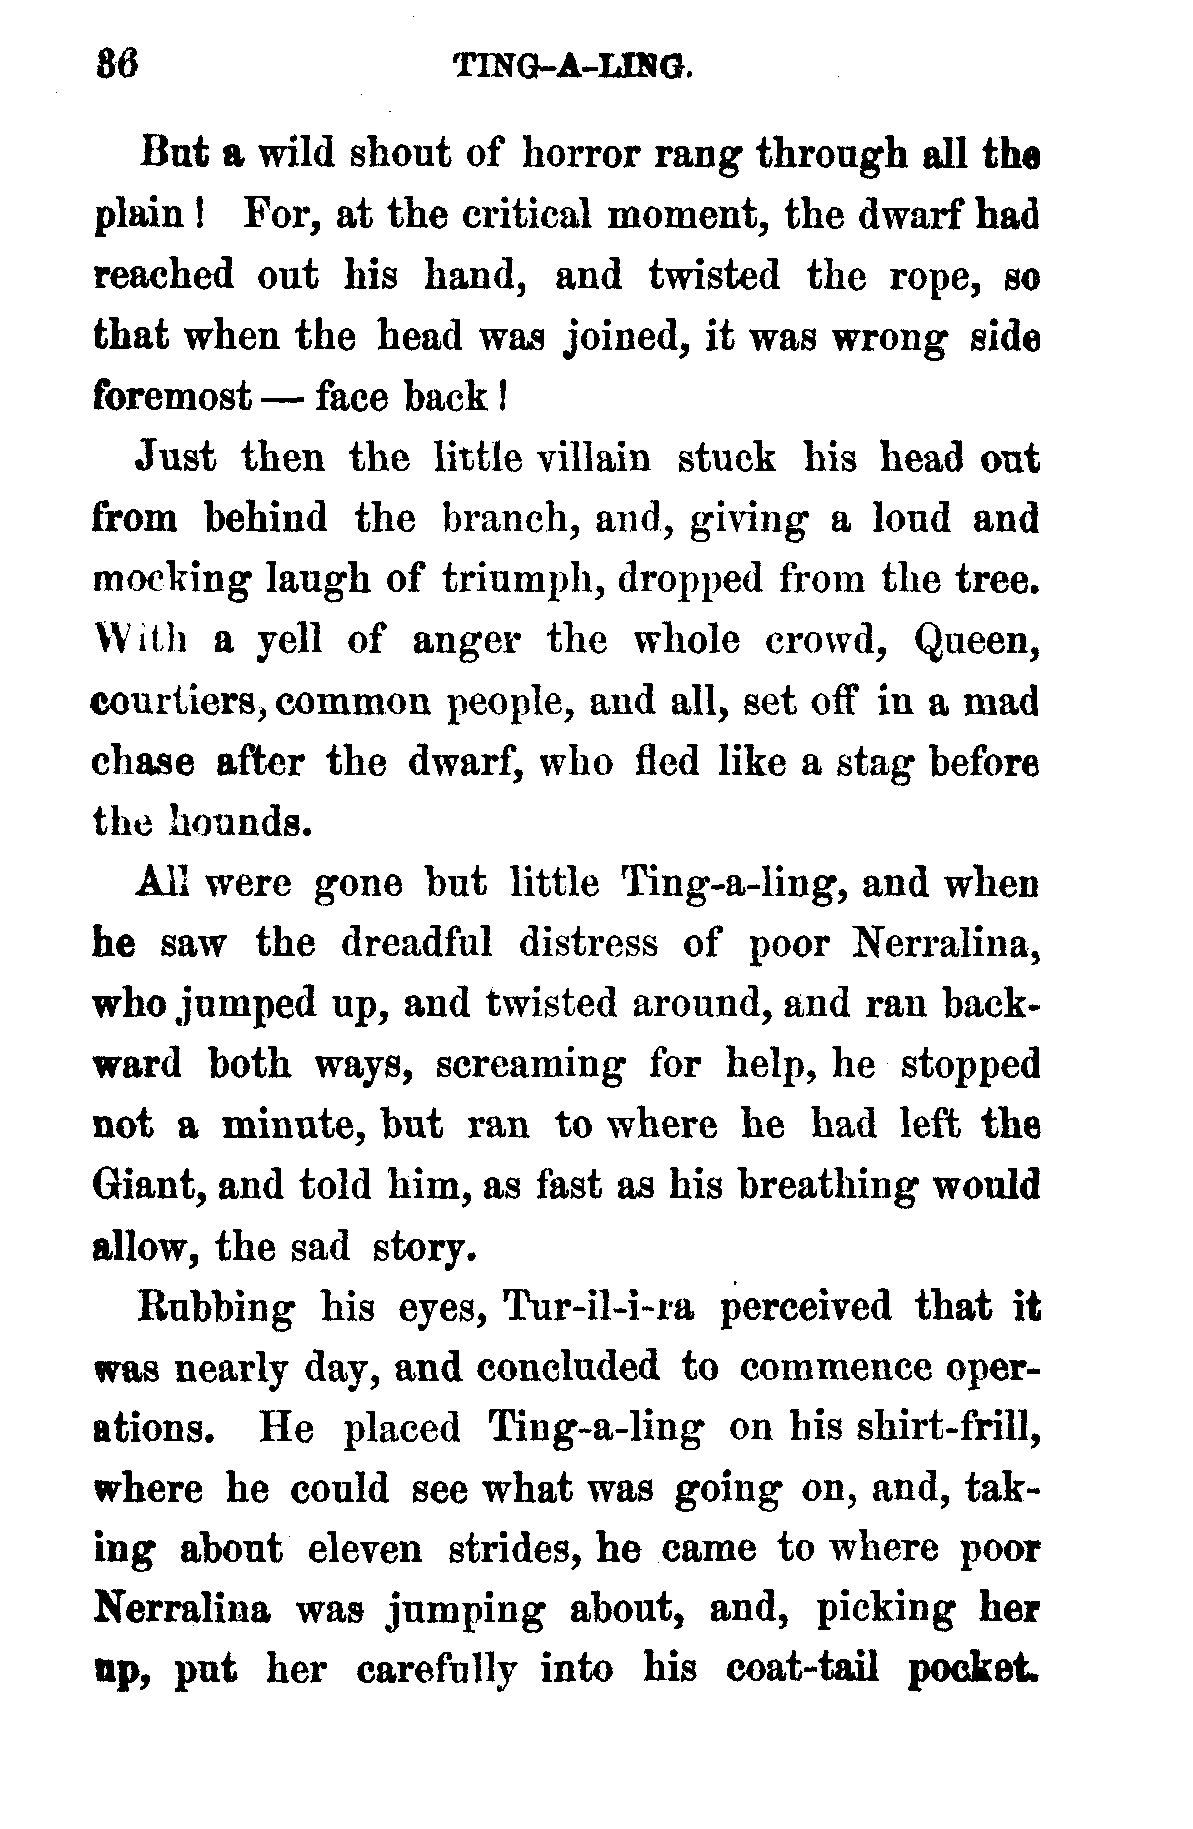 36 TING-A-LING.
But a wild shout of horror rang through all the
plain! For, at the critical moment, the dwarf had
reached out his hand, and twisted the rope, so
that when the head was joined, it was wrong side
foremost — face back!
Just then the little villain stuck his head out
from behind the branch, and, giving a loud and
mocking laugh of triumph, dropped from the tree.
With a yell of anger the whole crowd, Queen,
courtiers, common people, and all, set off in a mad
chase after the dwarf, who fled like a stag before
the hounds.
All were gone but little Ting-a-ling, and when
he saw the dreadful distress of poor Nerralina,
who jumped up, and twisted around, and ran back-
ward both ways, screaming for help, he stopped
not a minute, but ran to where he had left the
Giant, and told him, as fast as his breathing would
allow, the sad story.
Rubbing his eyes, Tur-il-i-ra perceived that it
was nearly day, and concluded to commence oper-
ations. He placed Ting-a-ling on his shirt-frill,
where he could see what was going on, and, tak-
ing about eleven strides, he came to where poor
Nerralina was jumping about, and, picking her
up, put her carefully into his coat-tail pocket.